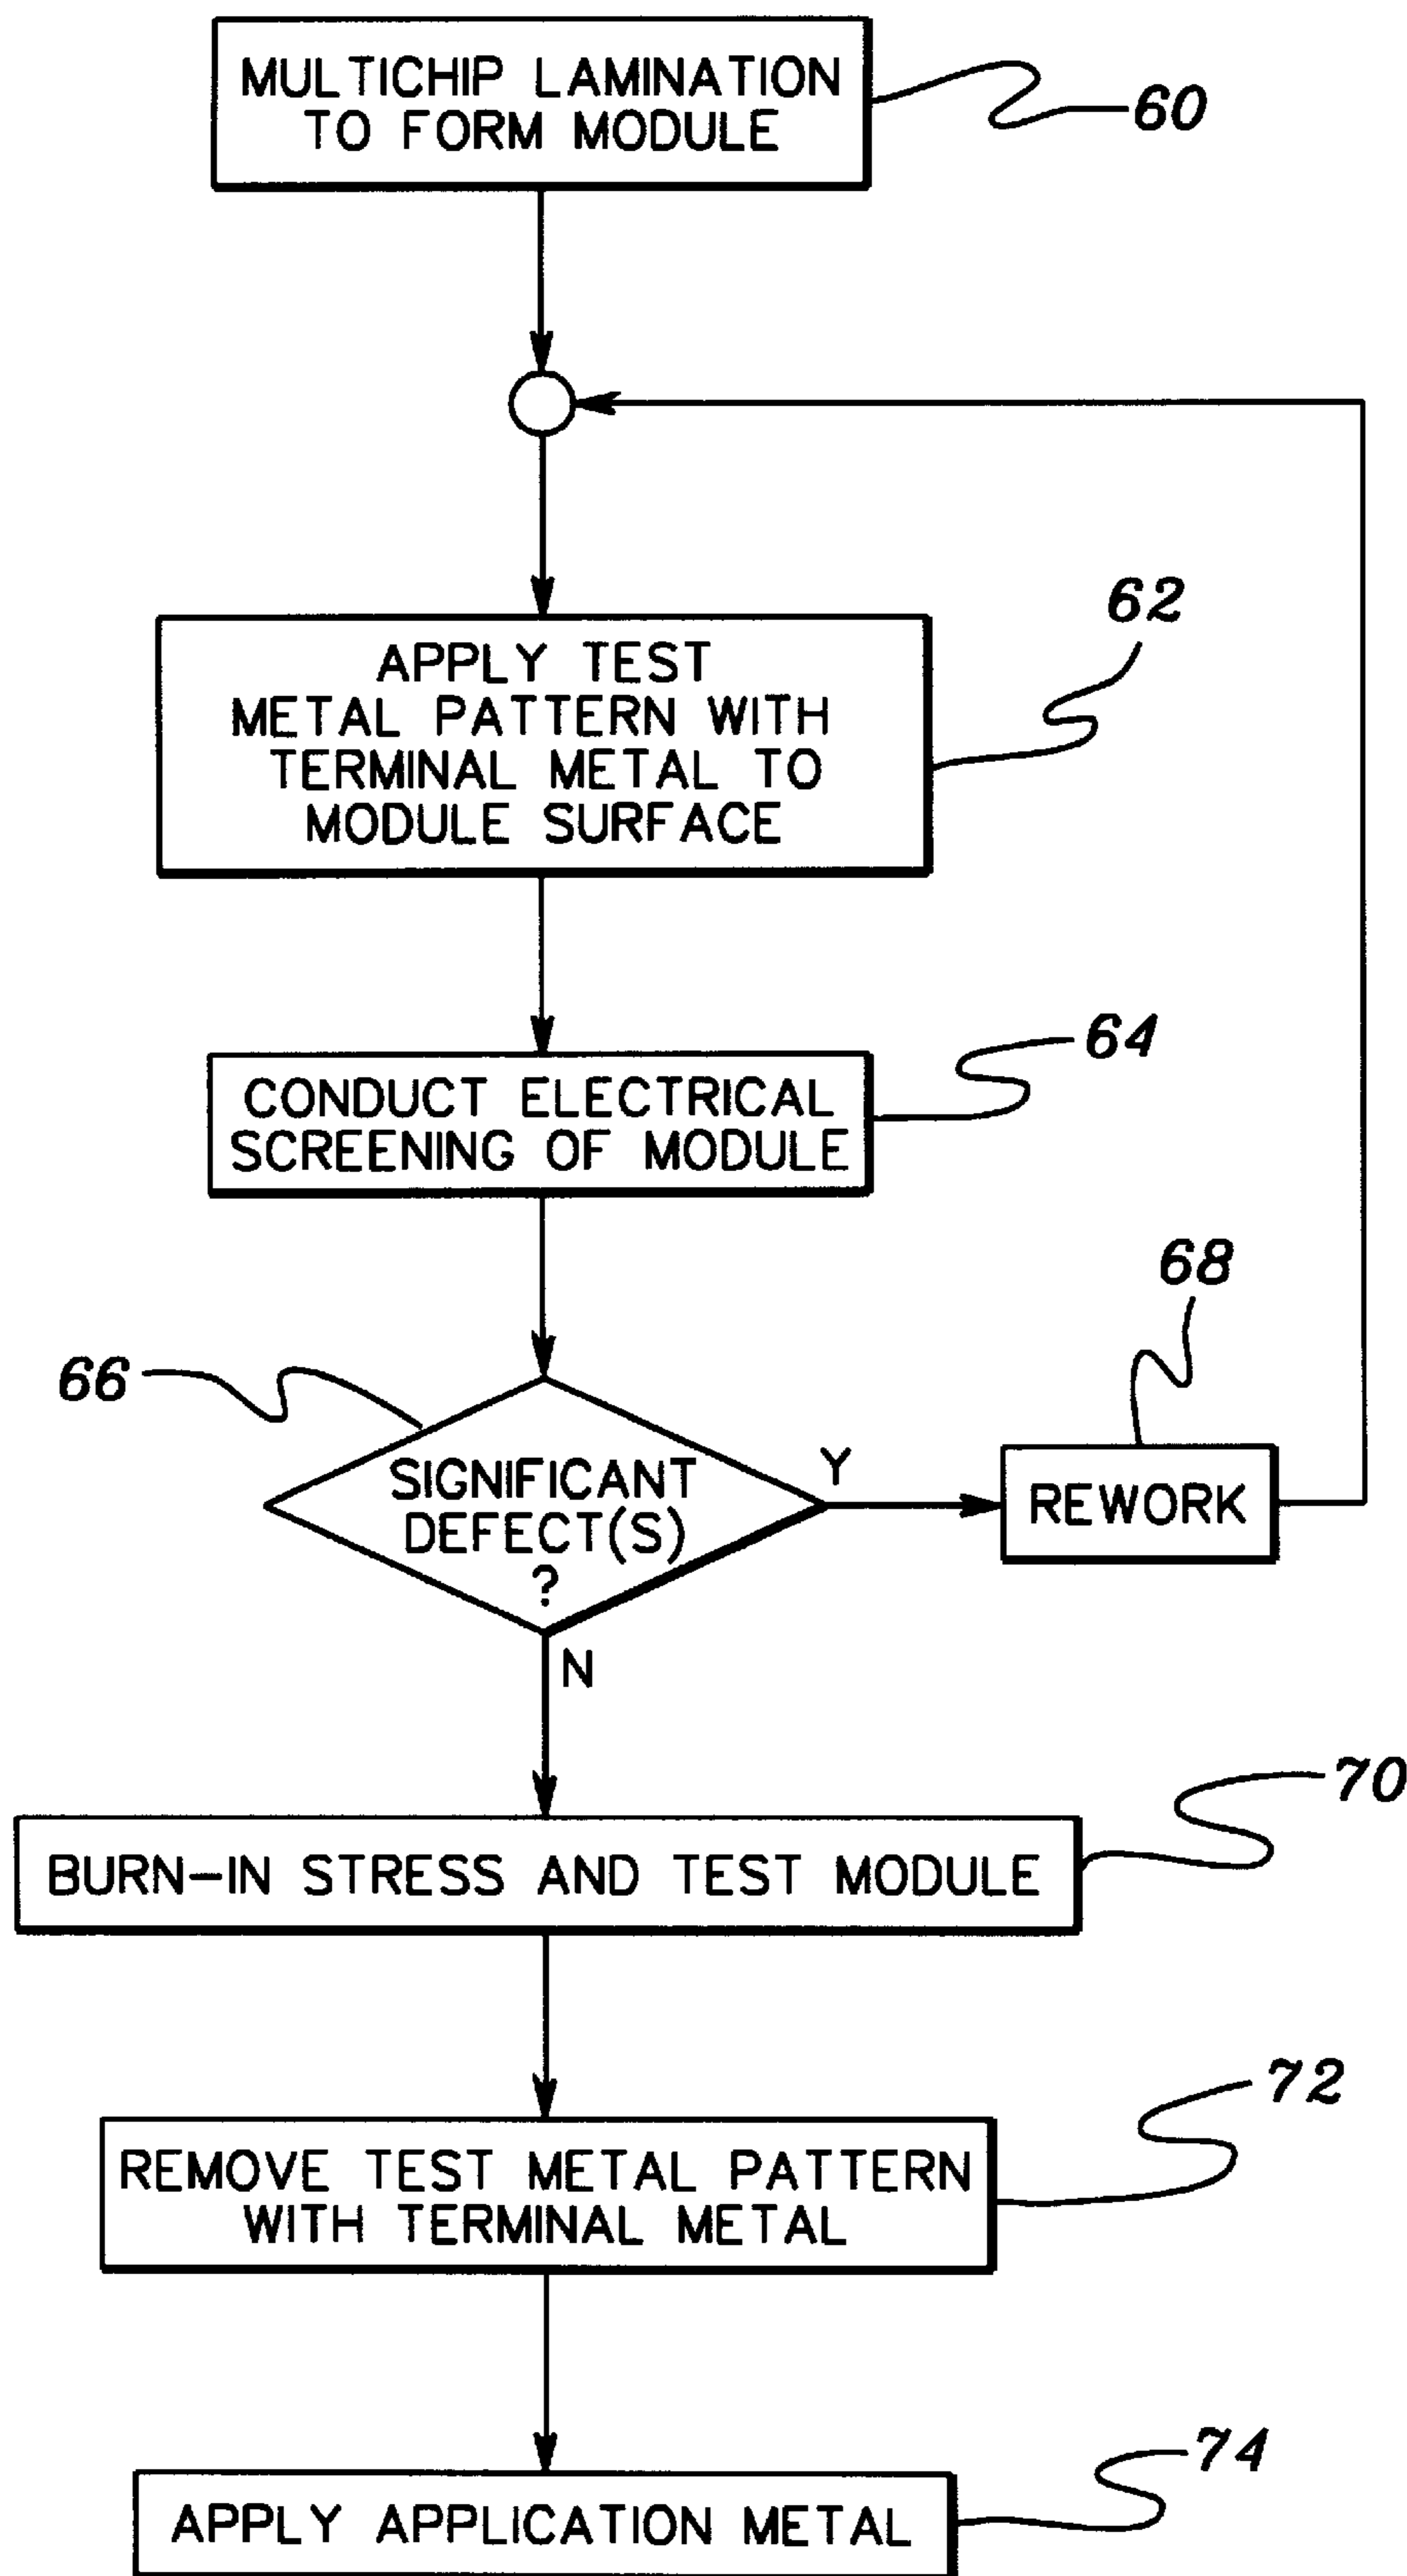 MULTICHIP LAMINATION
TO FORM MODULE
60
62
APPLY TEST
METAL PATTERN WITH
TERMINAL METAL TO
MODULE SURFACE
64
CONDUCT ELECTRICAL
SCREENING OF MODULE
68
66
SIGNIFICANT
DEFECT(S)
?
Y
REWORK
N
70
BURN-IN STRESS AND TEST MODULE
72
REMOVE TEST METAL PATTERN
WITH TERMINAL METAL
74
APPLY APPLICATION METAL